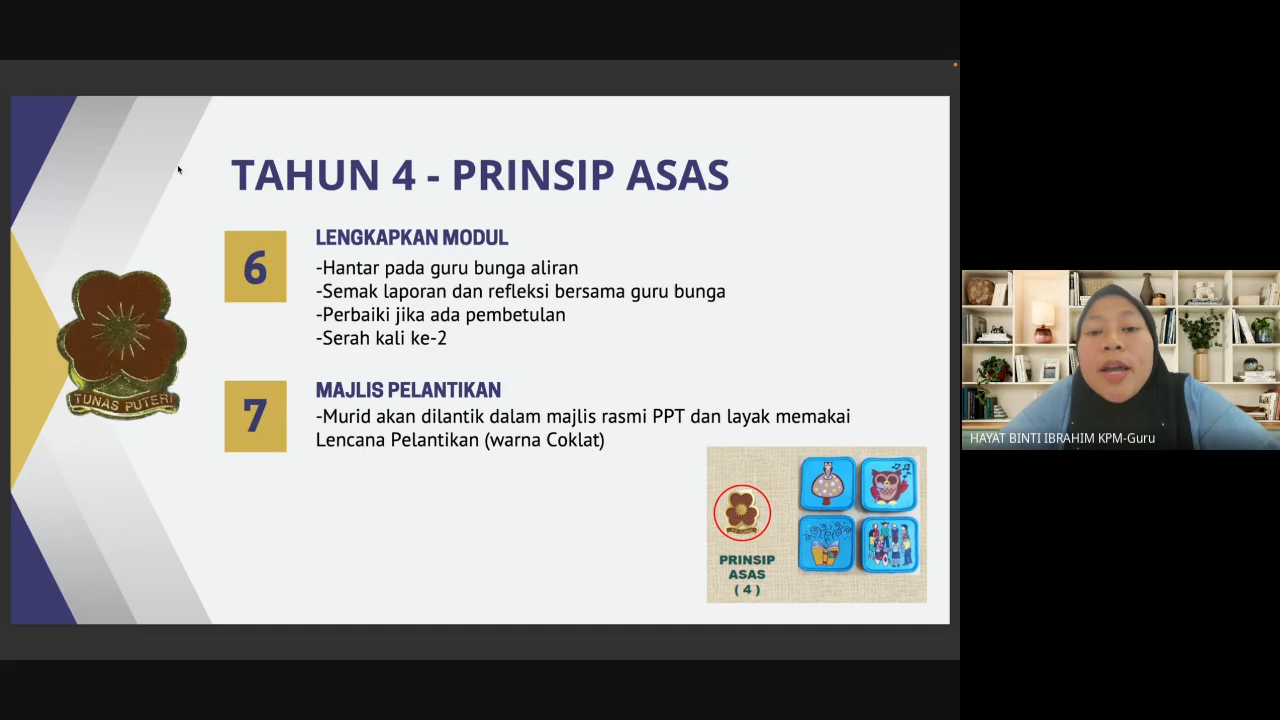 TAHUN 4 - PRINSIP ASAS
6
LENGKAPKAN MODUL
-Hantar pada guru bunga aliran
-Semak laporan dan refleksi bersama guru bunga
-Perbaiki jika ada pembetulan
-Serah kali ke-2
7
MAJLIS PELANTIKAN
-Murid akan dilantik dalam majlis rasmi PPT dan layak memakai
Lencana Pelantikan (warna Coklat)
TUNAS PUTERI
PRINSIP
ASAS
( 4 )
HAYAT BINTI IBRAHIM KPM-Guru